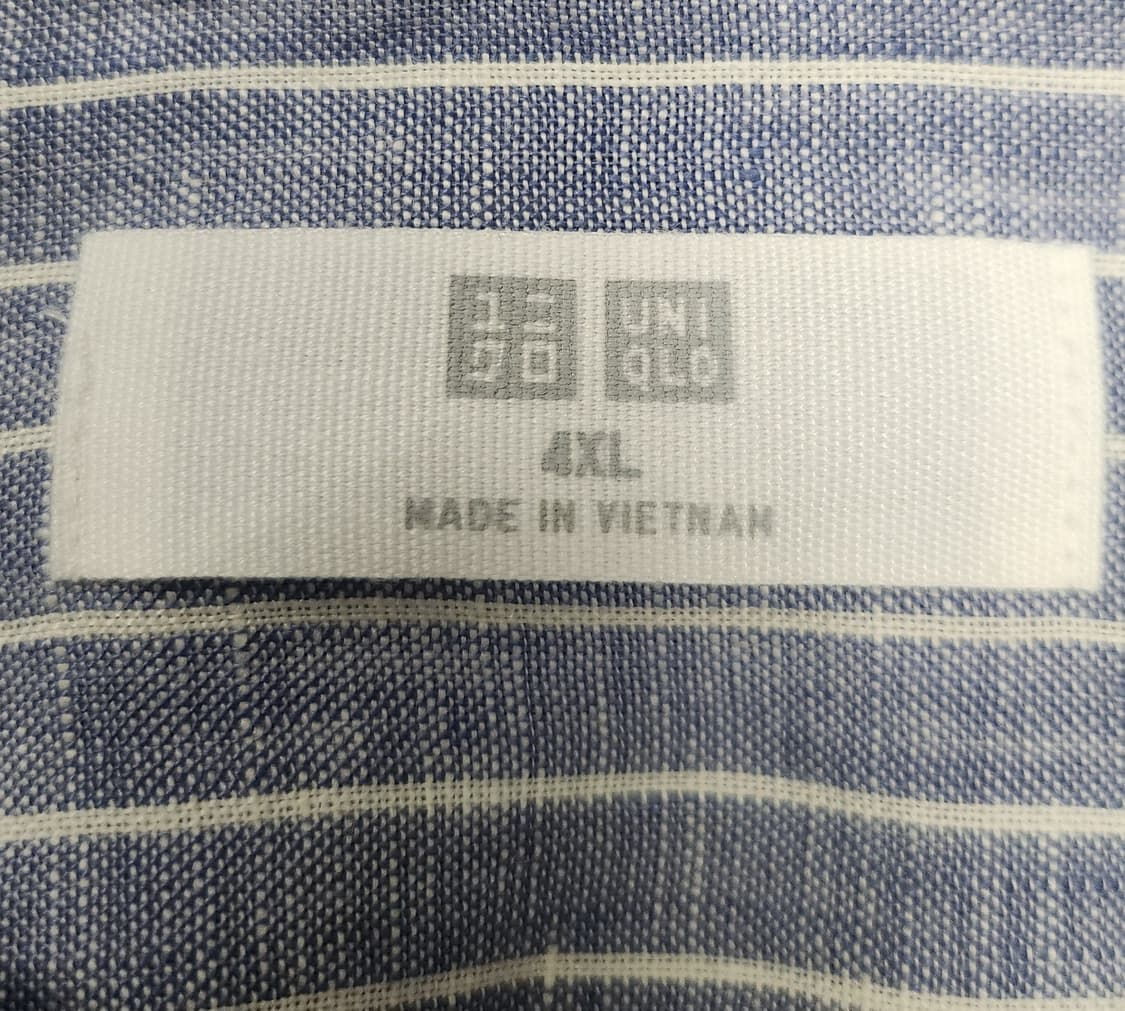 ユニ UNI
クロ QLO
4XL
MADE IN VIETNAM